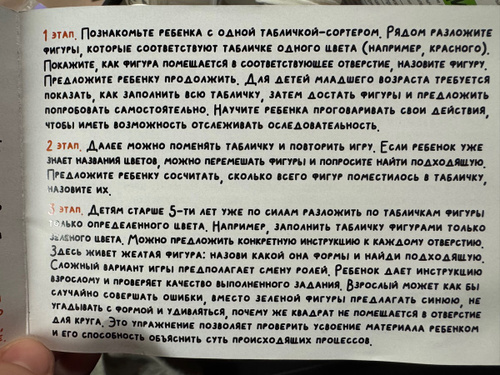 1 этап. Познакомьте ребенка с одной табличкой-сортером. Рядом разложите
фигуры, которые соответствуют табличке одного цвета (например, красного).
Покажите, как фигура помещается в соответствующее отверстие, назовите фигуру.
Предложите ребенку продолжить. Для детей младшего возраста требуется
показать, как заполнить всю табличку, затем достать фигуры и предложить
попробовать самостоятельно. Научите ребенка проговаривать свои действия,
чтобы иметь возможность отслеживать оследовательность.
2 этап. Далее можно поменять табличку и повторить игру. Если ребенок уже
знает названия цветов, можно перемешать фигуры и попросите найти подходящую.
Предложите ребенку сосчитать, сколько всего фигур поместилось в табличку,
назовите их.
3 этап. Детям старше 5-ти лет уже по силам разложить по табличкам фигуры
только определенного цвета. Например, заполнить табличку фигурами только
зеленого цвета. Можно предложить конкретную инструкцию к каждому отверстию.
Здесь живет желтая фигура: назови какой она формы и найди подходящую.
Сложный вариант игры предполагает смену ролей. Ребенок дает инструкцию
взрослому и проверяет качество выполненного задания. Взрослый может как бы
случайно совершать ошибки, вместо зеленой фигуры предлагать синюю, не
угадывать с формой и удивляться, почему же квадрат не помещается в отверстие
для круга. Это упражнение позволяет проверить усвоение материала ребенком
и его способность объяснить суть происходящих процессов.